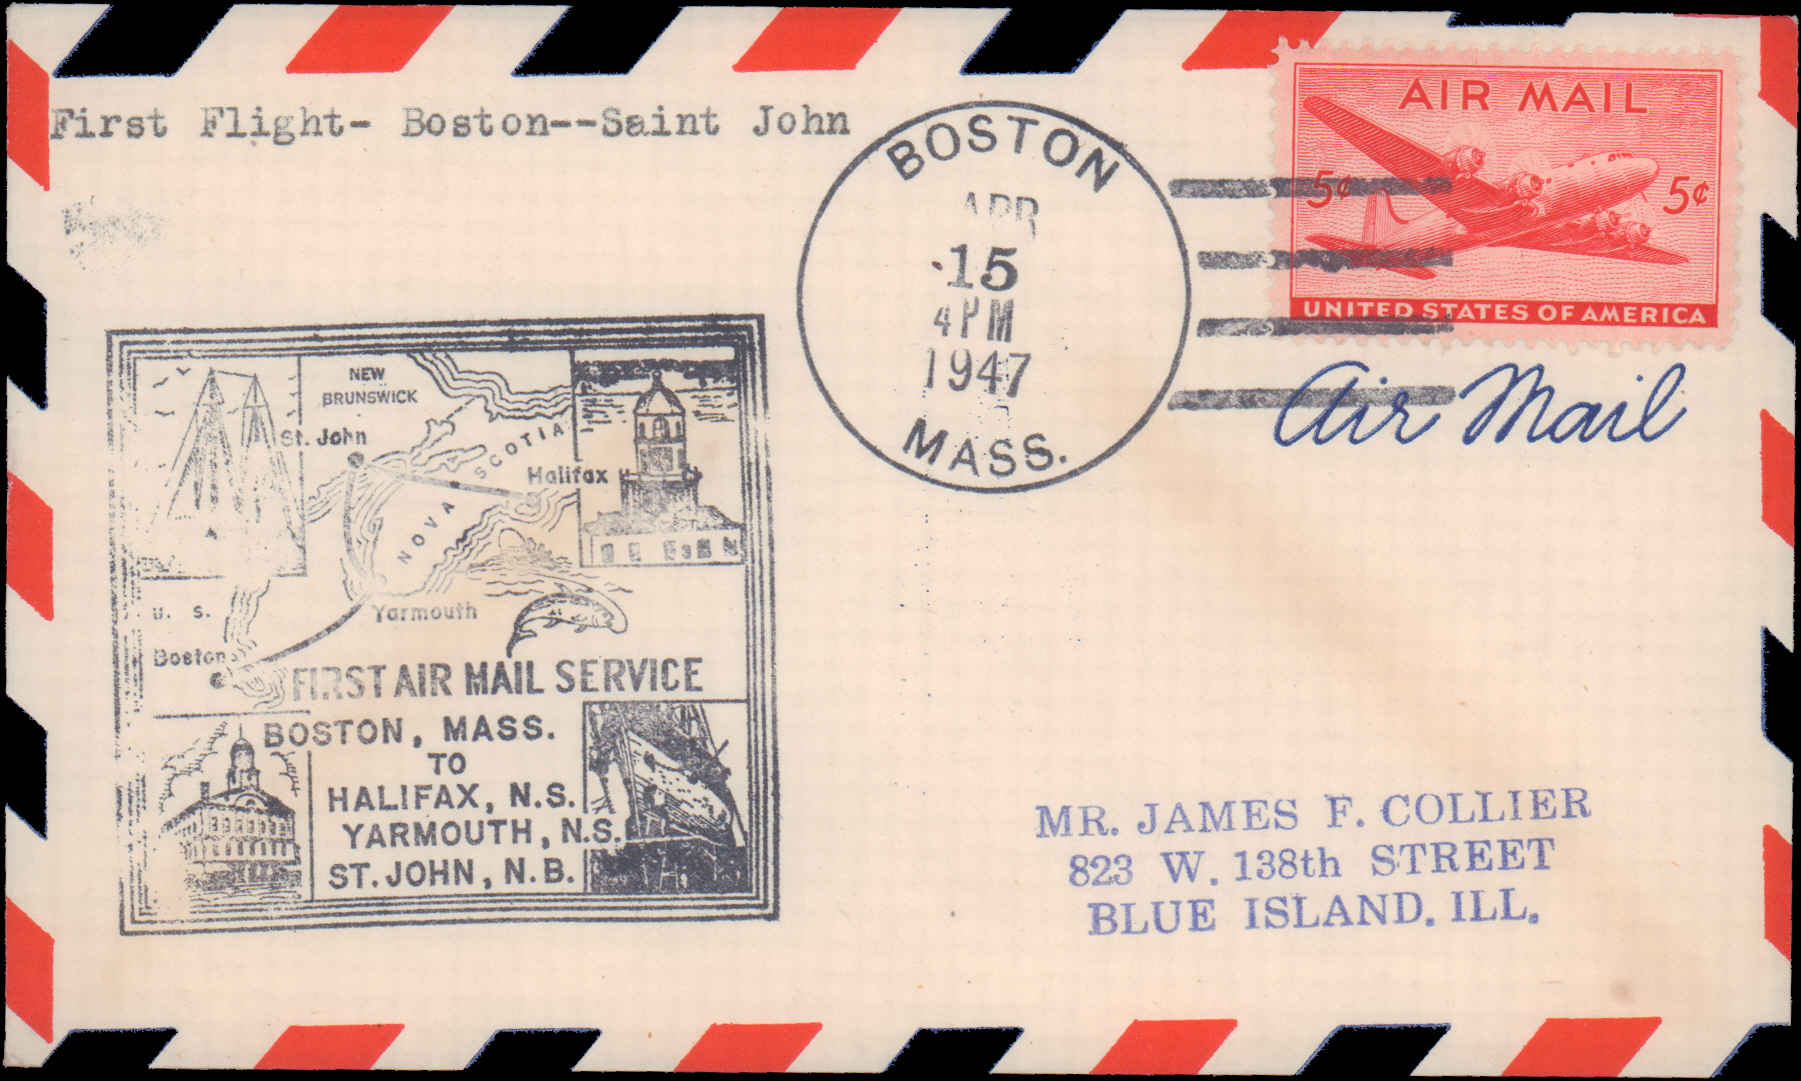 First Flight- Boston--Saint John
BOSTON
APR
15
4 PM
1947
MASS.
AIR MAIL
5¢ 5¢
UNITED STATES OF AMERICA
Air Mail
NEW
BRUNSWICK
St. John
NOVA SCOTIA
Halifax
U. S.
Yarmouth
Boston
FIRST AIR MAIL SERVICE
BOSTON, MASS.
TO
HALIFAX, N.S.
YARMOUTH, N.S.
ST. JOHN, N.B.
MR. JAMES F. COLLIER
823 W. 138th STREET
BLUE ISLAND. ILL.